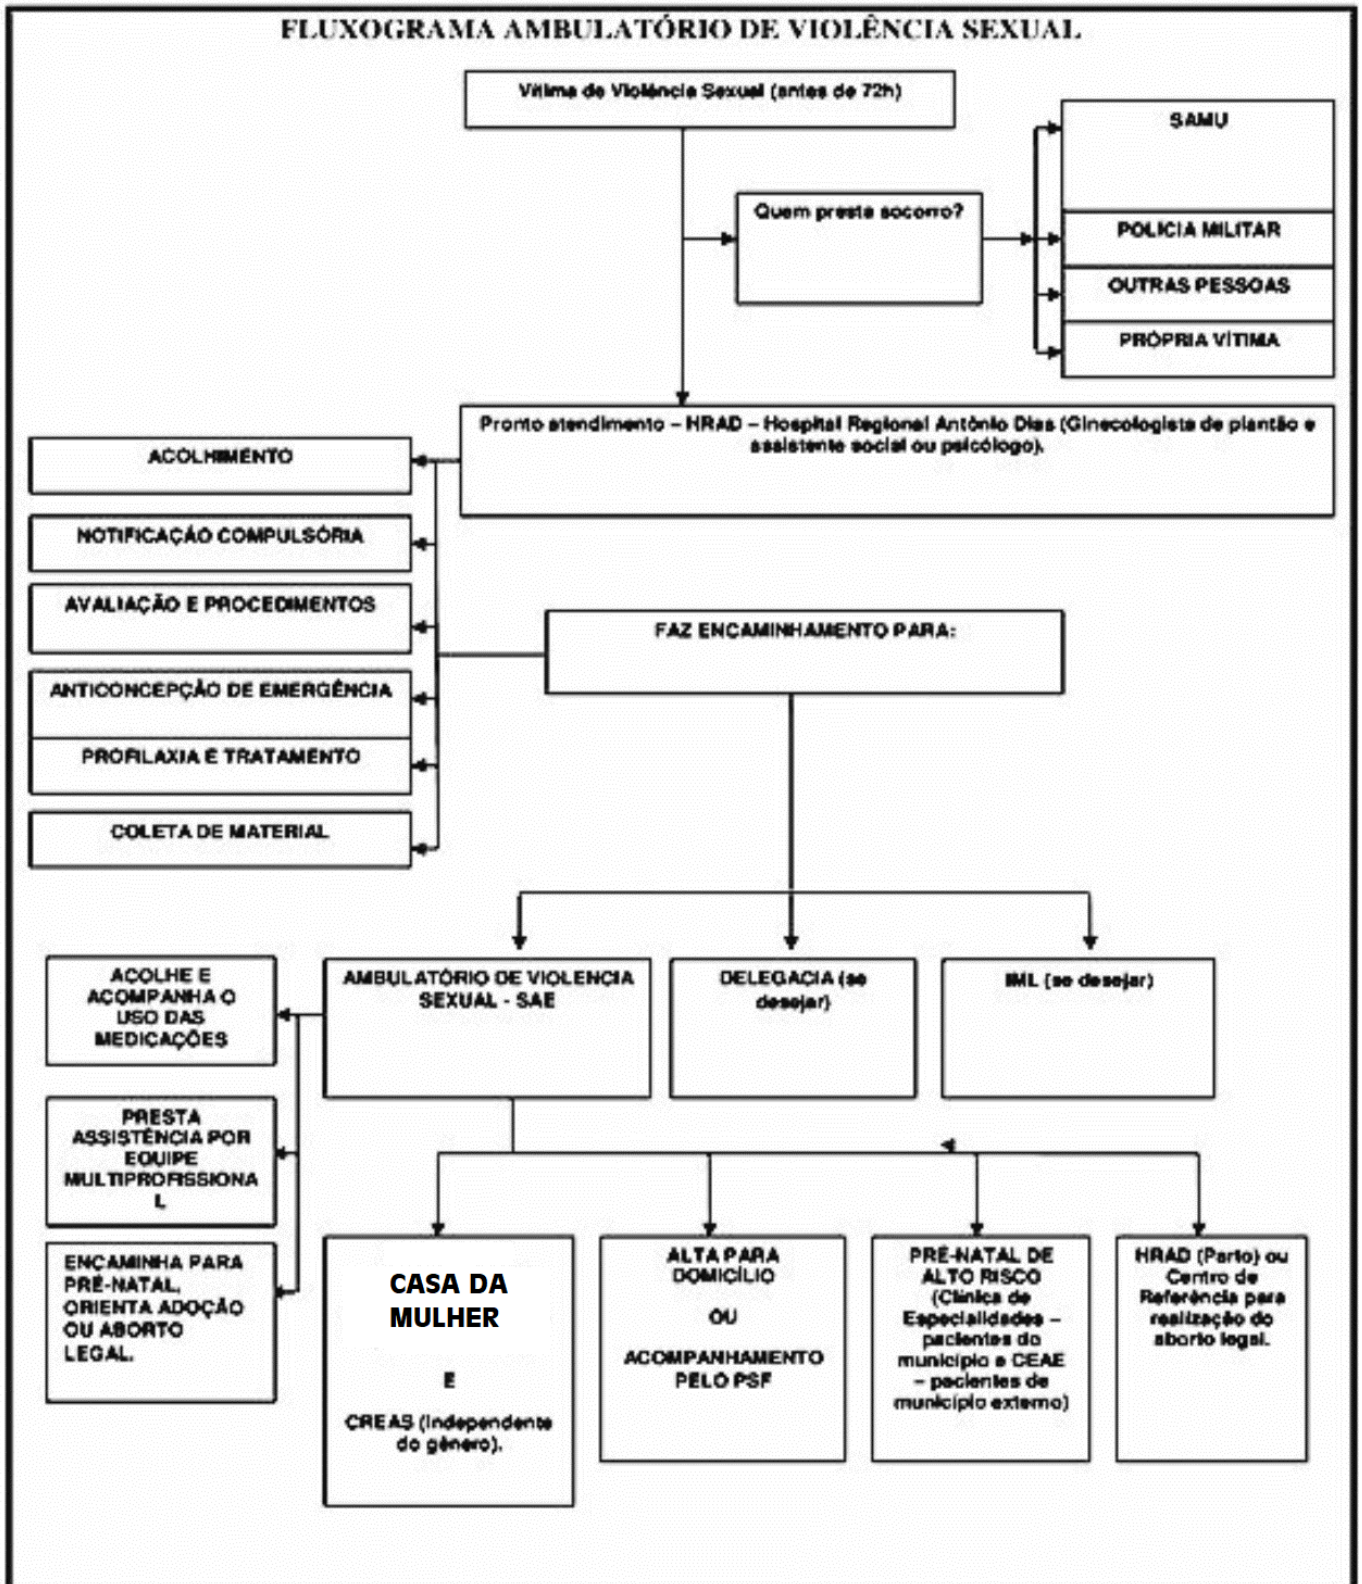 FLUXOGRAMA AMBULATÓRIO DE VIOLÊNCIA SEXUAL
Vítima de Violência Sexual (antes de 72h)
SAMU
Quem presta socorro?
POLICIA MILITAR
OUTRAS PESSOAS
PRÓPRIA VÍTIMA
Pronto atendimento – HRAD – Hospital Regional Antônio Dias (Ginecologista de plantão e
assistente social ou psicólogo).
ACOLHIMENTO
NOTIFICAÇÃO COMPULSÓRIA
AVALIAÇÃO E PROCEDIMENTOS
FAZ ENCAMINHAMENTO PARA:
ANTICONCEPÇÃO DE EMERGÊNCIA
PROFILAXIA E TRATAMENTO
COLETA DE MATERIAL
ACOLHE E
ACOMPANHA O
USO DAS
MEDICAÇÕES
AMBULATÓRIO DE VIOLENCIA
SEXUAL - SAE
DELEGACIA (se
desejar)
IML (se desejar)
PRESTA
ASSISTÊNCIA POR
EQUIPE
MULTIPROFISSIONA
L
ENCAMINHA PARA
PRÉ-NATAL,
ORIENTA ADOÇÃO
OU ABORTO
LEGAL.
CASA DA
MULHER
E
CREAS (Independente
do gênero).
ALTA PARA
DOMICÍLIO
OU
ACOMPANHAMENTO
PELO PSF
PRÉ-NATAL DE
ALTO RISCO
(Clínica de
Especialidades –
pacientes do
município e CEAE
– pacientes de
município externo)
HRAD (Parto) ou
Centro de
Referência para
realização do
aborto legal.